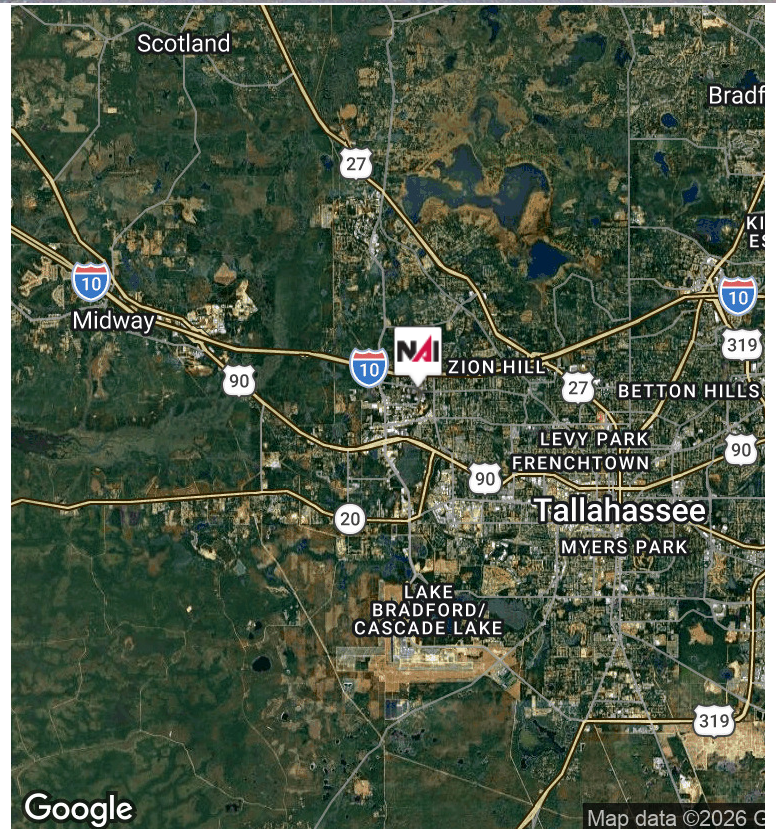 Scotland
Bradf
27
KI
ES
10
10
Midway
319
NAI
10
ZION HILL
90
27
BETTON HILLS
LEVY PARK
90
FRENCHTOWN
90
Tallahassee
20
MYERS PARK
LAKE
BRADFORD/
CASCADE LAKE
319
Google
Map data ©2026 G